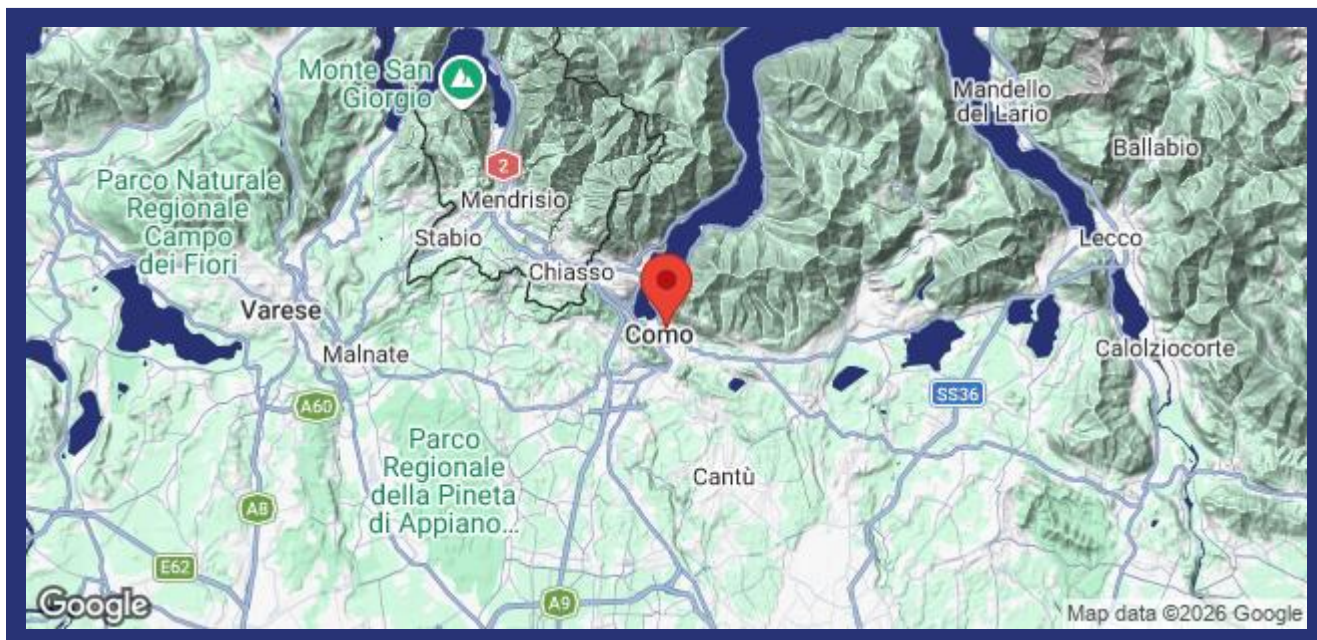 Monte San
Giorgio
Mandello
del Lario
Ballabio
2
Parco Naturale
Regionale
Campo
dei Fiori
Mendrisio
Stabio
Lecco
Chiasso
Varese
Como
Malnate
Calolziocorte
SS36
A60
Parco
Regionale
della Pineta
di Appiano...
Cantù
A8
E62
A9
Google
Map data ©2026 Google